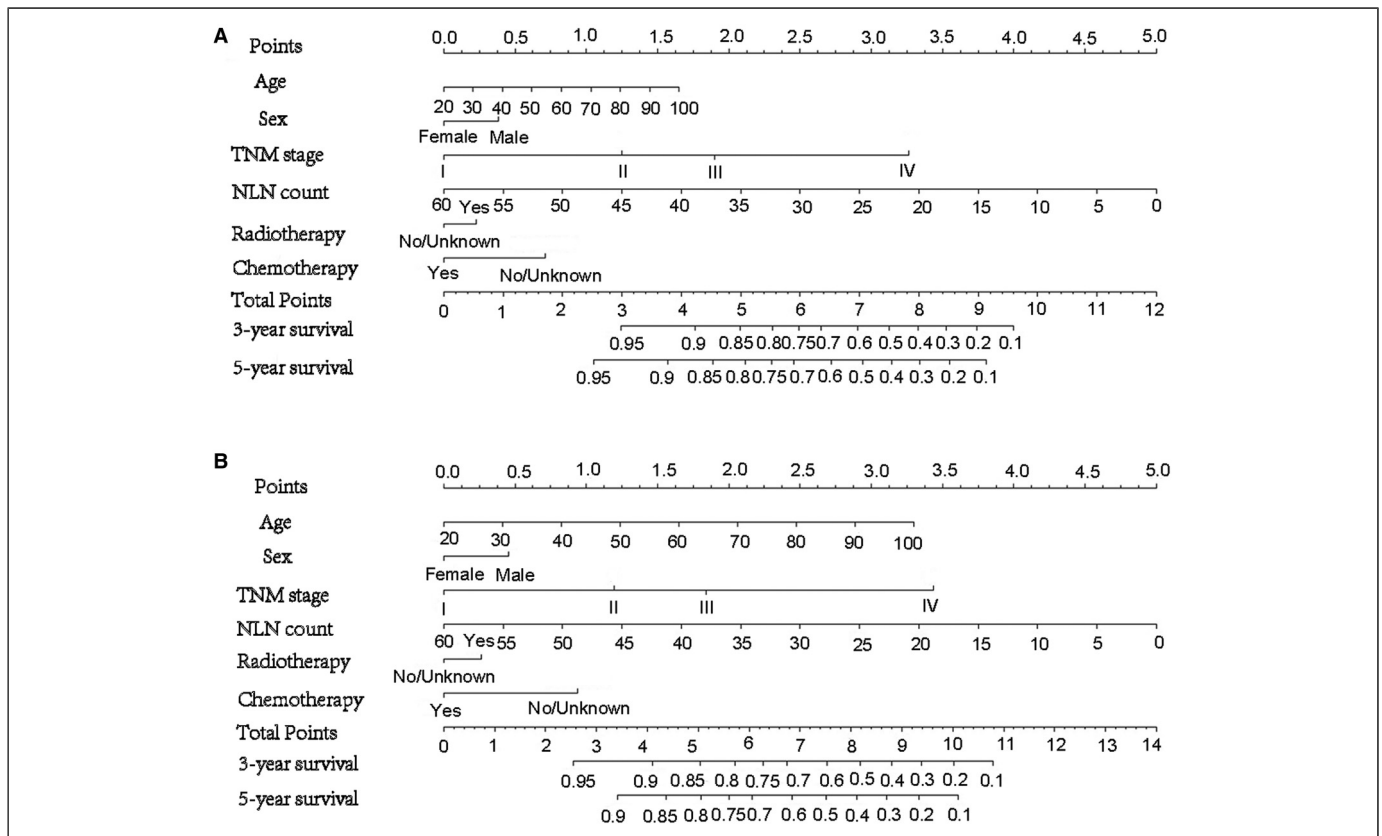 A
Points 0.0 0.5 1.0 1.5 2.0 2.5 3.0 3.5 4.0 4.5 5.0
Age
20 30 40 50 60 70 80 90 100
Sex
Female Male
TNM stage
I II III IV
NLN count
60 55 50 45 40 35 30 25 20 15 10 5 0
Yes
Radiotherapy
No/Unknown
Chemotherapy
Yes No/Unknown
Total Points
0 1 2 3 4 5 6 7 8 9 10 11 12
3-year survival
0.95 0.9 0.85 0.80 0.75 0.7 0.6 0.5 0.4 0.3 0.2 0.1
5-year survival
0.95 0.9 0.85 0.8 0.75 0.7 0.6 0.5 0.4 0.3 0.2 0.1
B
Points 0.0 0.5 1.0 1.5 2.0 2.5 3.0 3.5 4.0 4.5 5.0
Age
20 30 40 50 60 70 80 90 100
Sex
Female Male
TNM stage
I II III IV
NLN count
60 55 50 45 40 35 30 25 20 15 10 5 0
Yes
Radiotherapy
No/Unknown
Chemotherapy
Yes No/Unknown
Total Points
0 1 2 3 4 5 6 7 8 9 10 11 12 13 14
3-year survival
0.95 0.9 0.85 0.8 0.75 0.7 0.6 0.5 0.4 0.3 0.2 0.1
5-year survival
0.9 0.85 0.8 0.75 0.7 0.6 0.5 0.4 0.3 0.2 0.1